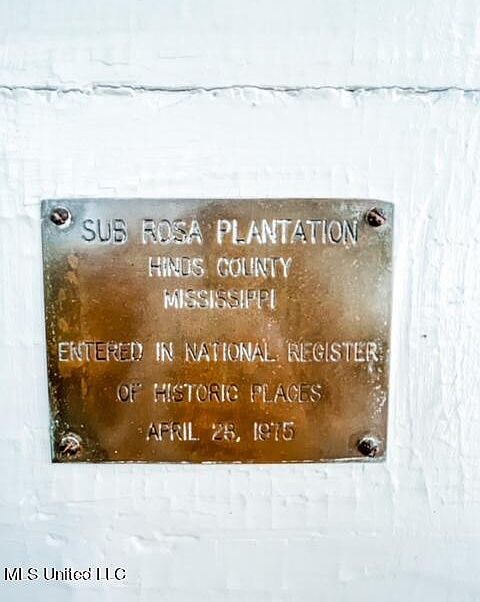 SUB ROSA PLANTATION
HINDS COUNTY
MISSISSIPPI
ENTERED IN NATIONAL REGISTER
OF HISTORIC PLACES
APRIL 28, 1975
MLS United LLC